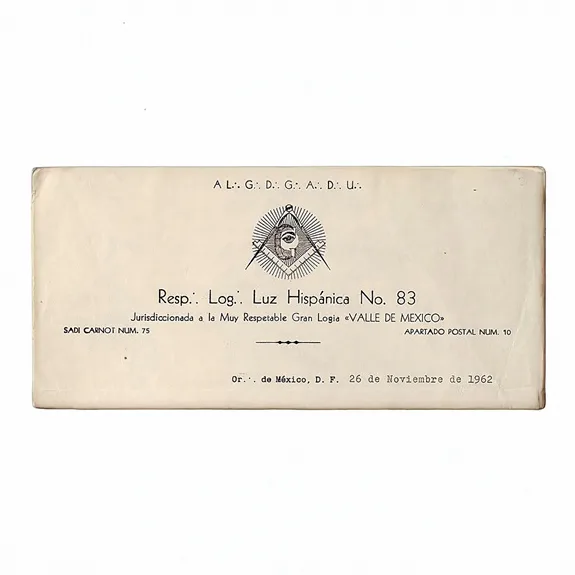 A L∴ G∴ D∴ G∴ A∴ D∴ U∴
Resp∴ Log∴ Luz Hispánica No. 83
Jurisdiccionada a la Muy Respetable Gran Logia «VALLE DE MEXICO»
SADI CARNOT NUM. 75 APARTADO POSTAL NUM. 10
Or∴ de México, D. F. 26 de Noviembre de 1962